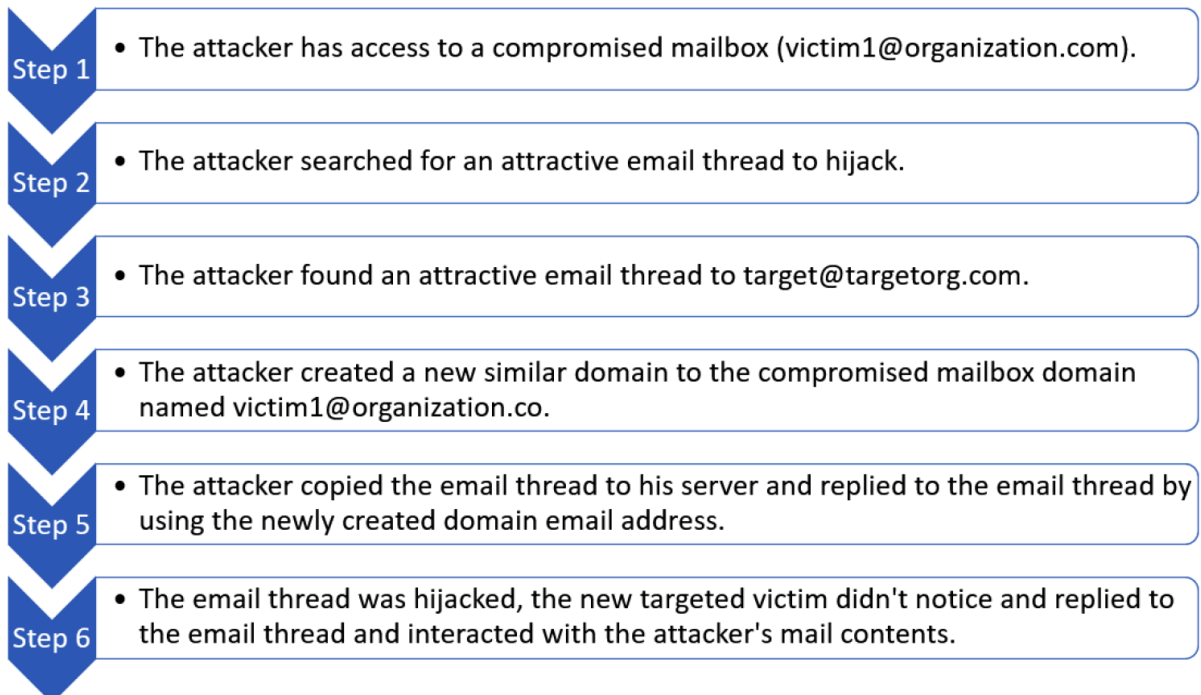 Step 1
• The attacker has access to a compromised mailbox (victim1@organization.com).
Step 2
• The attacker searched for an attractive email thread to hijack.
Step 3
• The attacker found an attractive email thread to target@targetorg.com.
Step 4
• The attacker created a new similar domain to the compromised mailbox domain
named victim1@organization.co.
Step 5
• The attacker copied the email thread to his server and replied to the email thread by
using the newly created domain email address.
Step 6
• The email thread was hijacked, the new targeted victim didn't notice and replied to
the email thread and interacted with the attacker's mail contents.